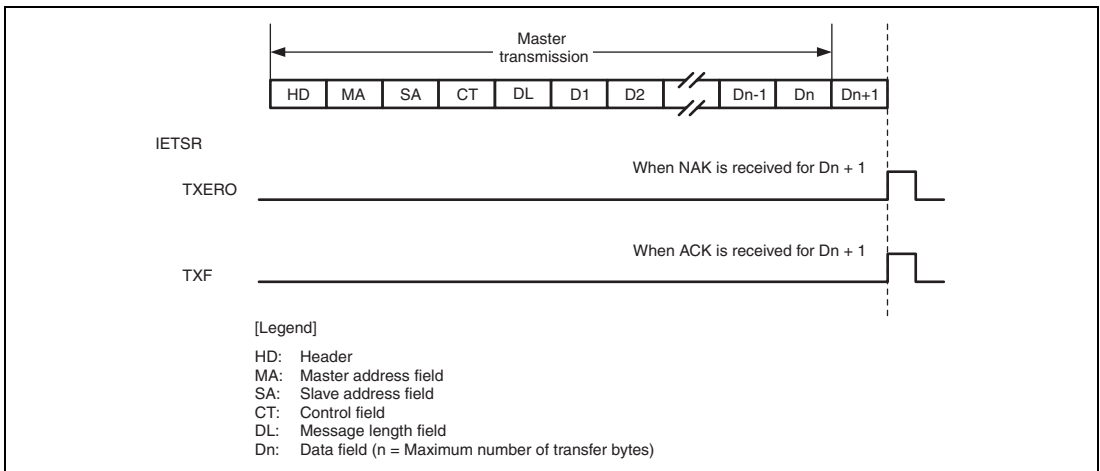 Master
transmission
HD MA SA CT DL D1 D2 Dn-1 Dn Dn+1
IETSR
When NAK is received for Dn + 1
TXERO
When ACK is received for Dn + 1
TXF
[Legend]
HD: Header
MA: Master address field
SA: Slave address field
CT: Control field
DL: Message length field
Dn: Data field (n = Maximum number of transfer bytes)